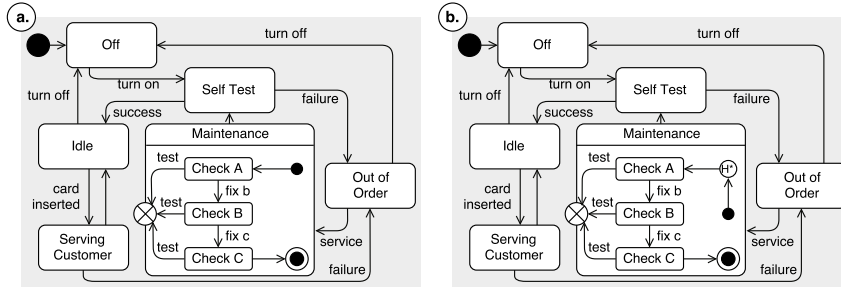 a.
Off
turn off
turn on
turn off
Self Test
success
failure
Idle
Maintenance
test
Check A
fix b
card
inserted
test
Check B
Out of
Order
fix c
service
Serving
Customer
test
Check C
failure
b.
Off
turn off
turn on
turn off
Self Test
success
failure
Idle
Maintenance
test
Check A
H*
fix b
card
inserted
test
Check B
Out of
Order
fix c
service
Serving
Customer
test
Check C
failure